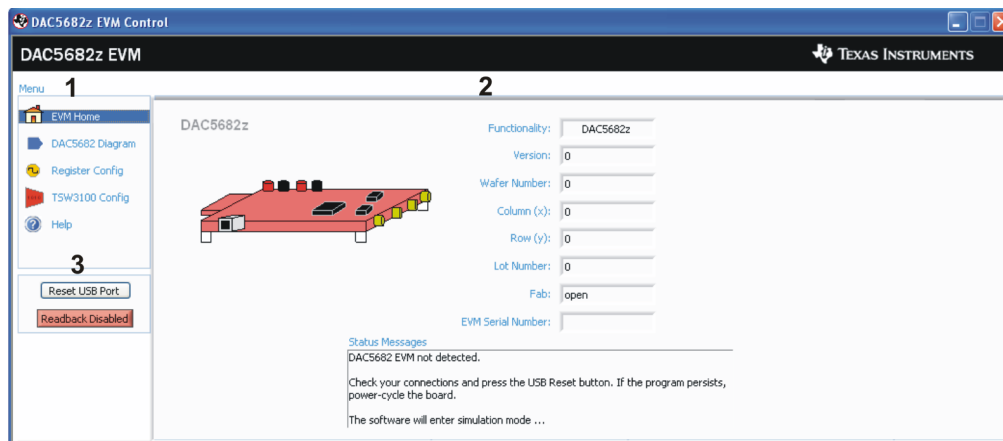 DAC5682z EVM Control
DAC5682z EVM
TEXAS INSTRUMENTS
Menu
1
2
EVM Home
DAC5682 Diagram
Register Config
TSW3100 Config
Help
3
Reset USB Port
Readback Disabled
DAC5682z
Functionality: DAC5682z
Version: 0
Wafer Number: 0
Column (x): 0
Row (y): 0
Lot Number: 0
Fab: open
EVM Serial Number:
Status Messages
DAC5682 EVM not detected.
Check your connections and press the USB Reset button. If the program persists,
power-cycle the board.
The software will enter simulation mode ...